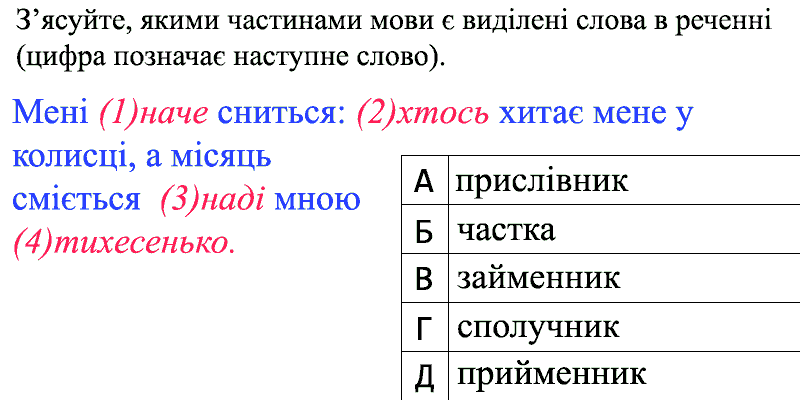 З’ясуйте, якими частинами мови є виділені слова в реченні
(цифра позначає наступне слово).
Мені (1)наче сниться: (2)хтось хитає мене у
колисці, а місяць
сміється (3)наді мною
(4)тихесенько.
А прислівник
Б частка
В займенник
Г сполучник
Д прийменник